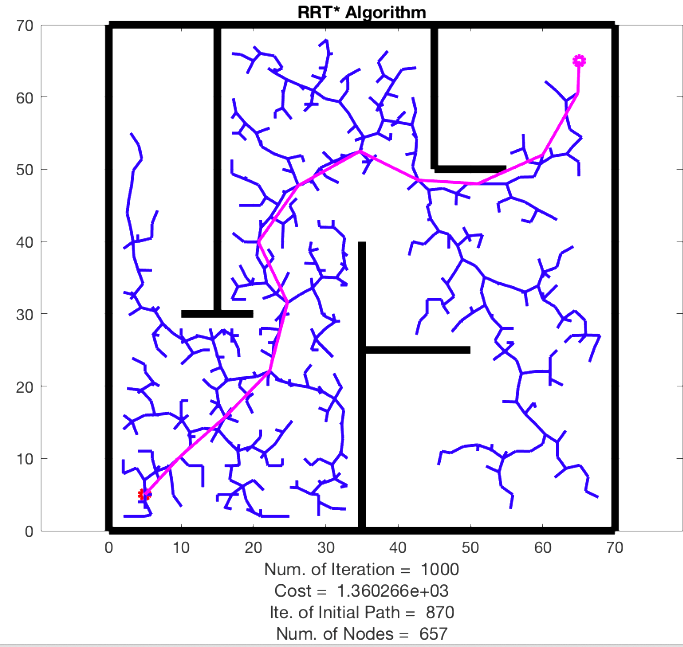 RRT* Algorithm
70
60
50
40
30
20
10
0
0 10 20 30 40 50 60 70
Num. of Iteration = 1000
Cost = 1.360266e+03
Ite. of Initial Path = 870
Num. of Nodes = 657